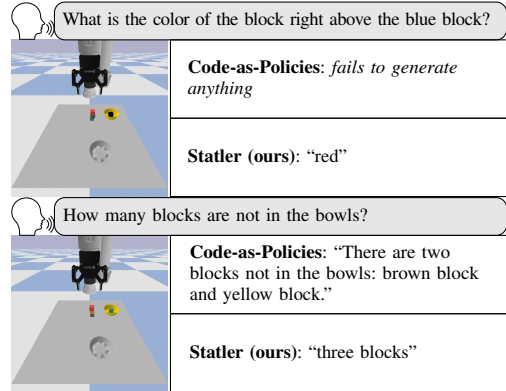 What is the color of the block right above the blue block?
Code-as-Policies: fails to generate
anything
Statler (ours): “red”
How many blocks are not in the bowls?
Code-as-Policies: “There are two
blocks not in the bowls: brown block
and yellow block.”
Statler (ours): “three blocks”